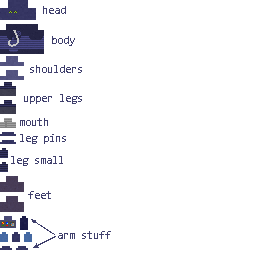 head
body
shoulders
upper legs
mouth
leg pins
leg small
feet
arm stuff